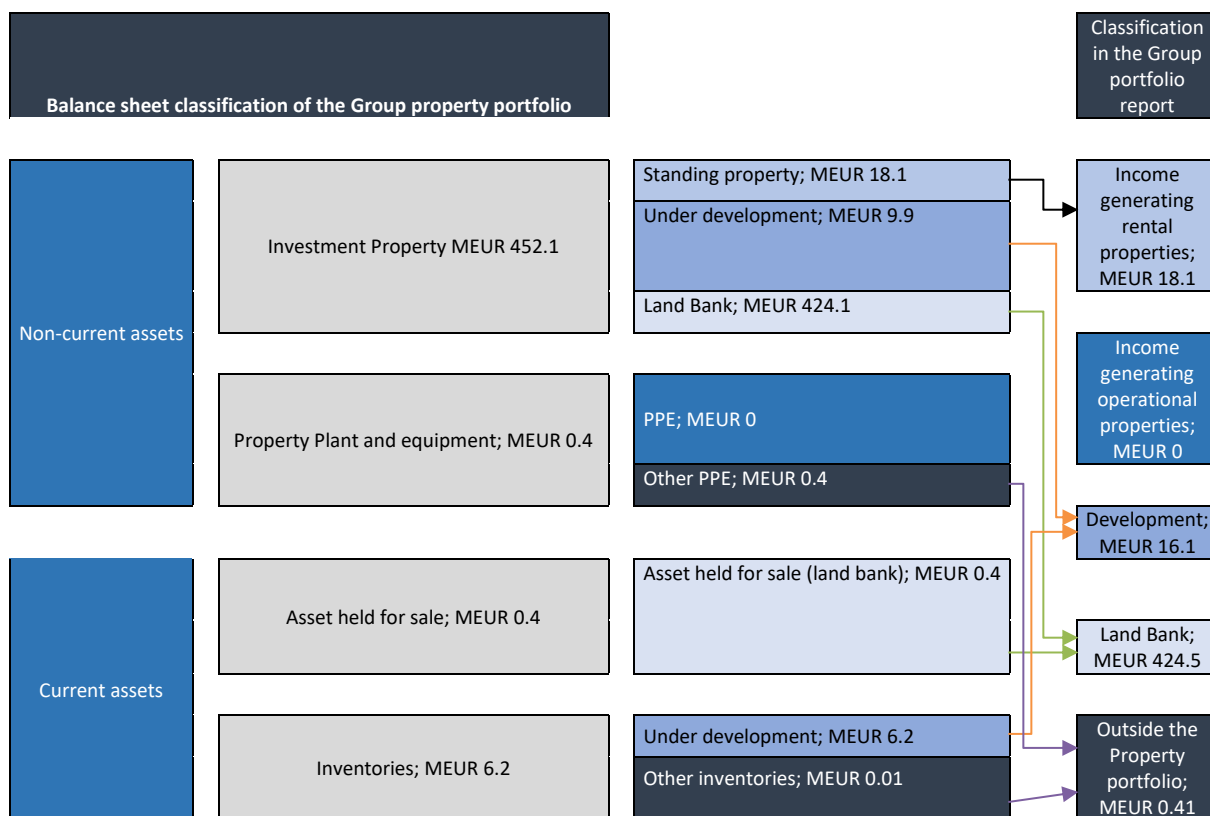 Balance sheet classification of the Group property portfolio
Classification
in the Group
portfolio
report
Non-current assets
Investment Property MEUR 452.1
Standing property; MEUR 18.1
Under development; MEUR 9.9
Land Bank; MEUR 424.1
Income
generating
rental
properties;
MEUR 18.1
Property Plant and equipment; MEUR 0.4
PPE; MEUR 0
Other PPE; MEUR 0.4
Income
generating
operational
properties;
MEUR 0
Development;
MEUR 16.1
Current assets
Asset held for sale; MEUR 0.4
Asset held for sale (land bank); MEUR 0.4
Land Bank;
MEUR 424.5
Inventories; MEUR 6.2
Under development; MEUR 6.2
Other inventories; MEUR 0.01
Outside the
Property
portfolio;
MEUR 0.41